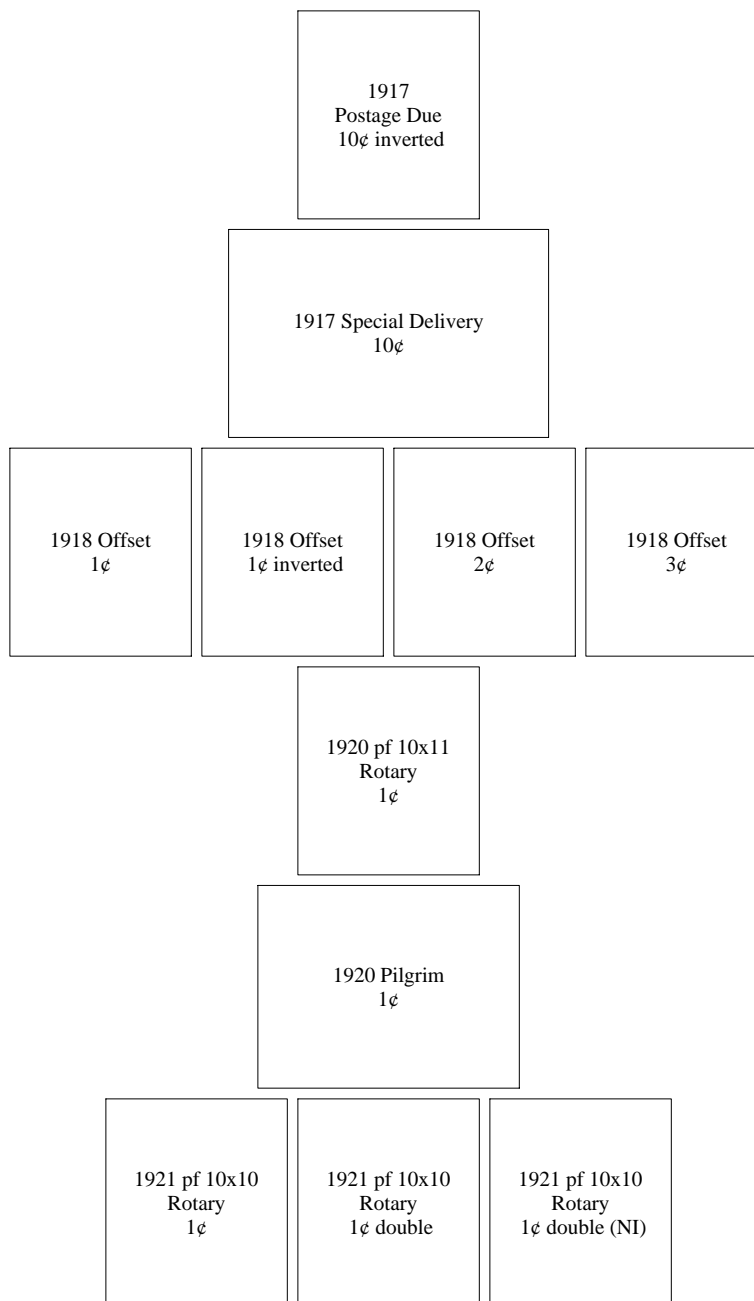 1917
Postage Due
10¢ inverted
1917 Special Delivery
10¢
1918 Offset
1¢
1918 Offset
1¢ inverted
1918 Offset
2¢
1918 Offset
3¢
1920 pf 10x11
Rotary
1¢
1920 Pilgrim
1¢
1921 pf 10x10
Rotary
1¢
1921 pf 10x10
Rotary
1¢ double
1921 pf 10x10
Rotary
1¢ double (NI)